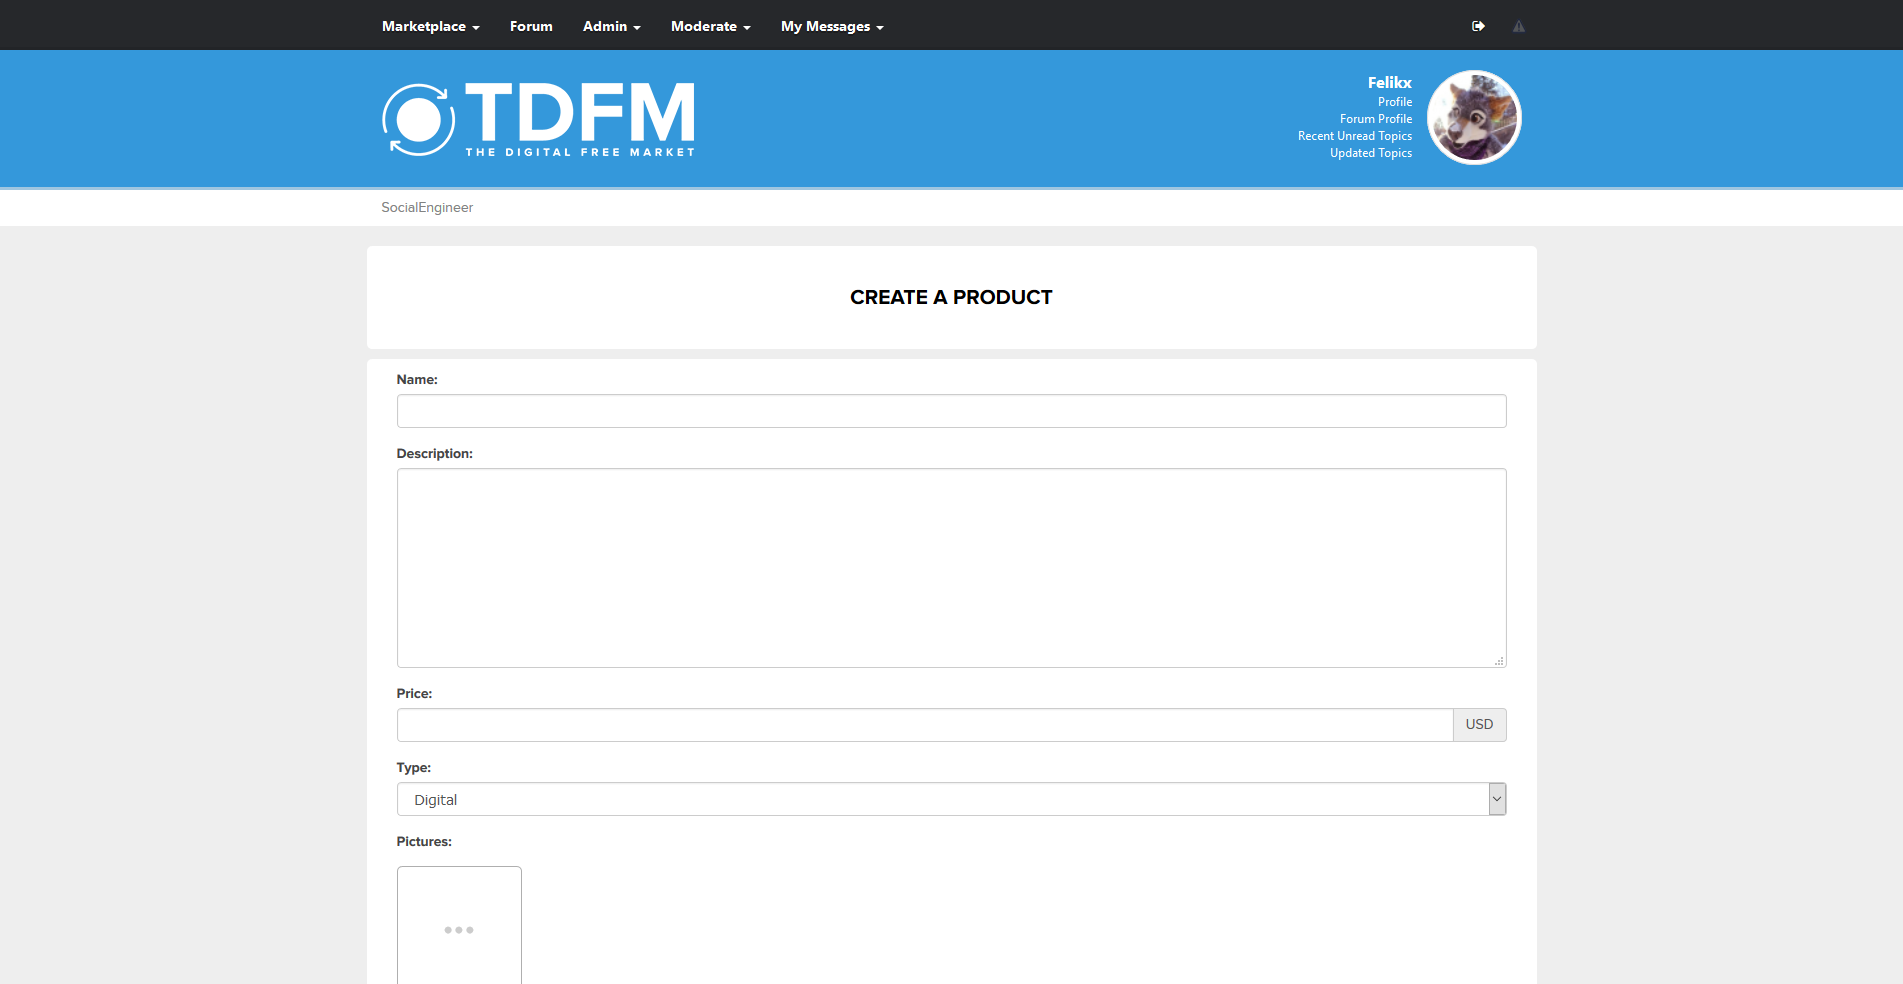 Marketplace
Forum
Admin
Moderate
My Messages
TDFM
THE DIGITAL FREE MARKET
Felikx
Profile
Forum Profile
Recent Unread Topics
Updated Topics
SocialEngineer
CREATE A PRODUCT
Name:
Description:
Price:
USD
Type:
Digital
Pictures: